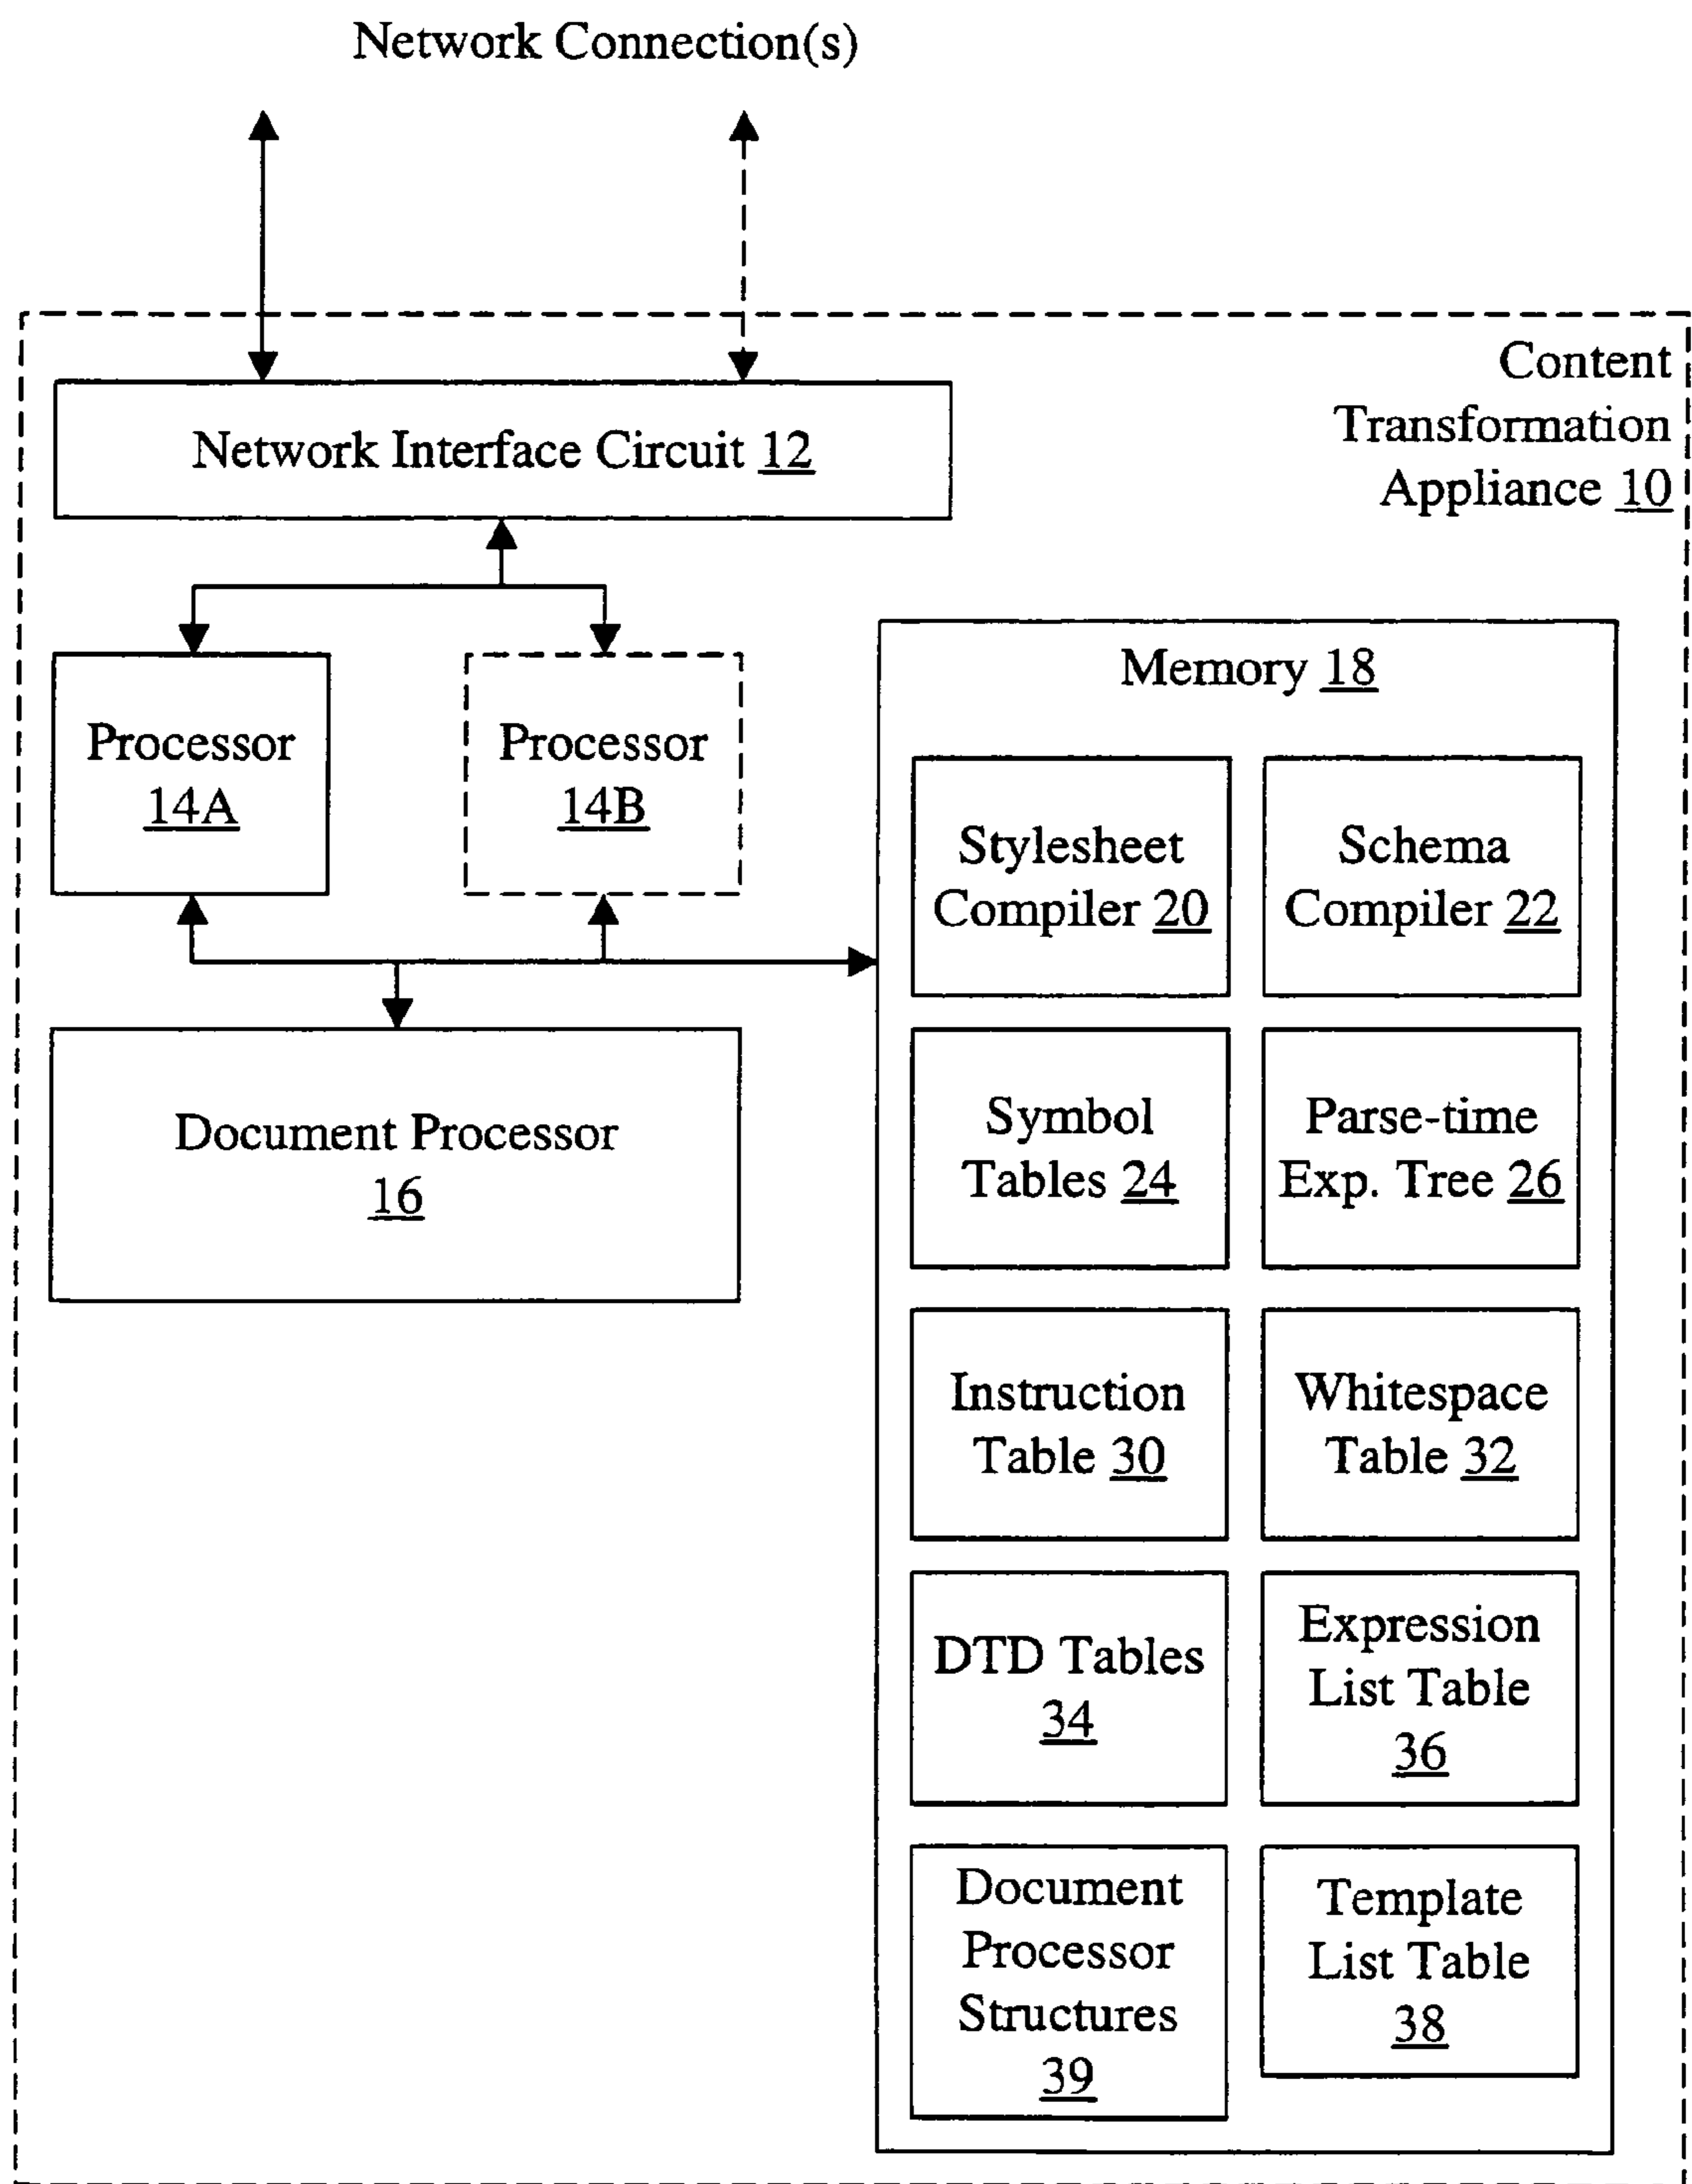 Network Connection(s)
Content
Transformation
Appliance 10
Network Interface Circuit 12
Processor
14A
Processor
14B
Document Processor
16
Memory 18
Stylesheet
Compiler 20
Schema
Compiler 22
Symbol
Tables 24
Parse-time
Exp. Tree 26
Instruction
Table 30
Whitespace
Table 32
DTD Tables
34
Expression
List Table
36
Document
Processor
Structures
39
Template
List Table
38